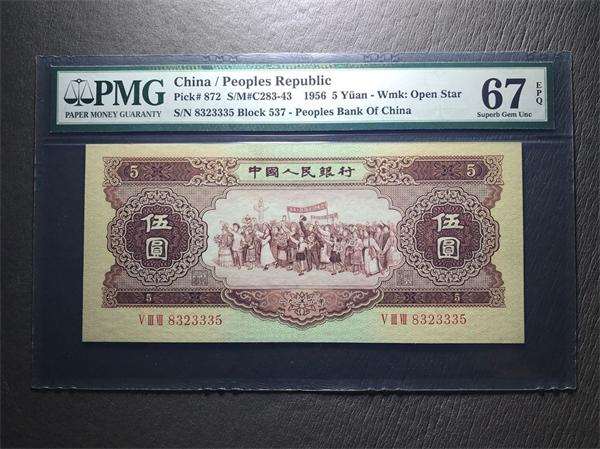 PMG
PAPER MONEY GUARANTY
China / Peoples Republic
Pick# 872 S/M#C283-43 1956 5 Yüan - Wmk: Open Star
S/N 8323335 Block 537 - Peoples Bank Of China
67
EPQ
Superb Gem Unc
5 中國人民銀行 5
伍圓 伍圓
5 5
V III VII 8323335 V III VII 8323335